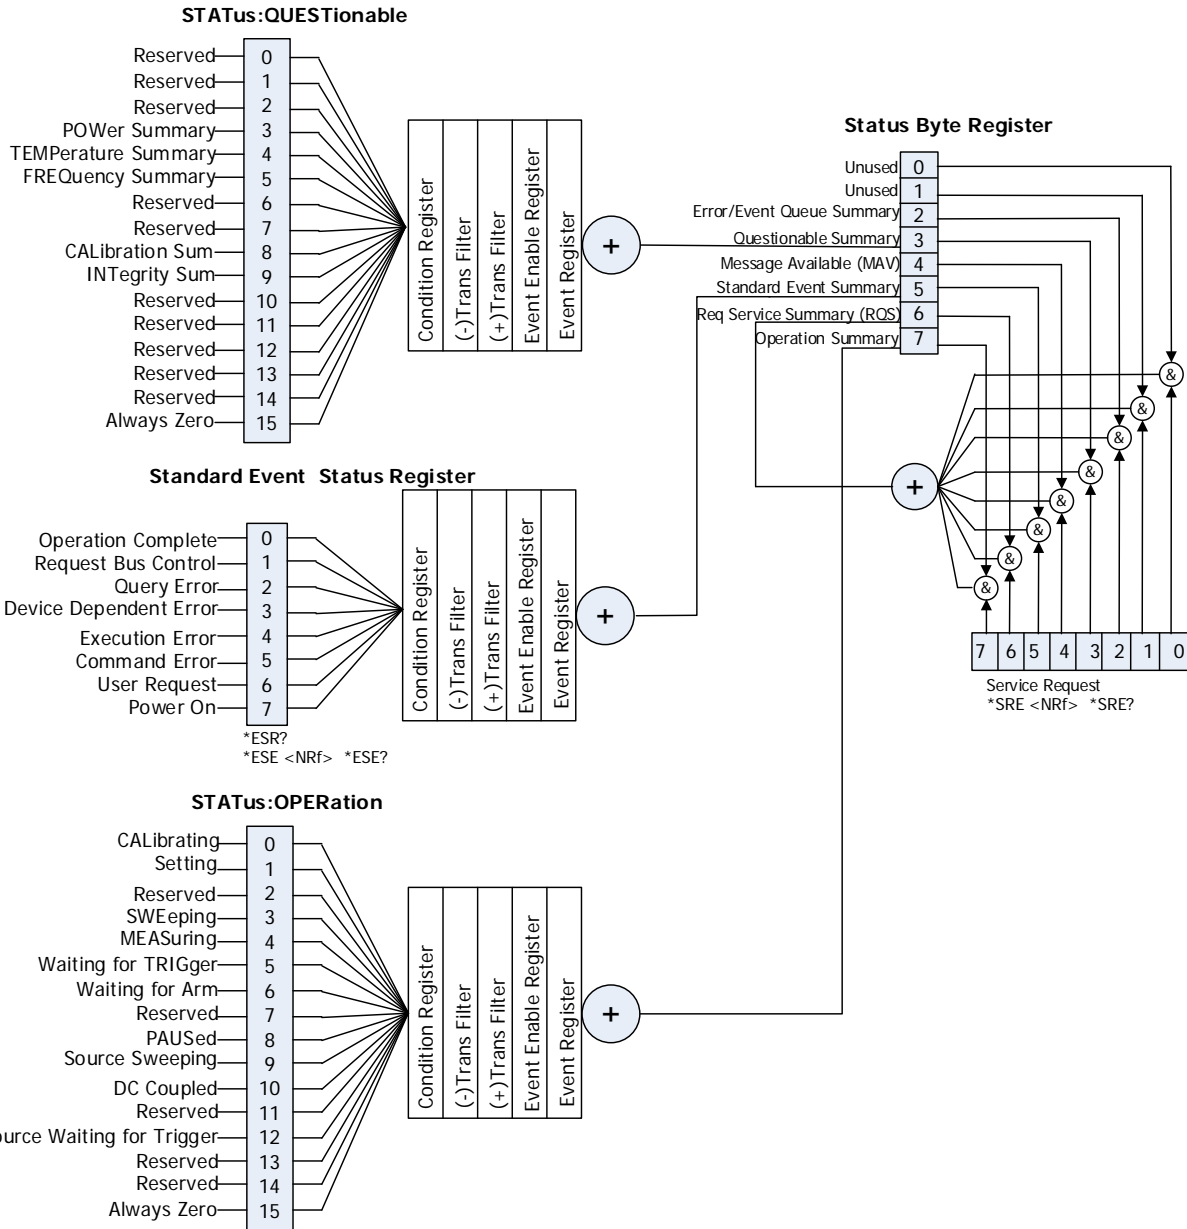 STATus:QUESTionable
Reserved 0
Reserved 1
Reserved 2
POWer Summary 3
TEMPerature Summary 4
FREQuency Summary 5
Reserved 6
Reserved 7
CALibration Sum 8
INTegrity Sum 9
Reserved 10
Reserved 11
Reserved 12
Reserved 13
Reserved 14
Always Zero 15
Condition Register
(-)Trans Filter
(+)Trans Filter
Event Enable Register
Event Register
+
Status Byte Register
Unused 0
Unused 1
Error/Event Queue Summary 2
Questionable Summary 3
Message Available (MAV) 4
Standard Event Summary 5
Req Service Summary (RQS) 6
Operation Summary 7
&
&
&
&
&
&
&
&
+
7 6 5 4 3 2 1 0
Service Request
*SRE <NRf> *SRE?
Standard Event Status Register
Operation Complete 0
Request Bus Control 1
Query Error 2
Device Dependent Error 3
Execution Error 4
Command Error 5
User Request 6
Power On 7
*ESR?
*ESE <NRf> *ESE?
Condition Register
(-)Trans Filter
(+)Trans Filter
Event Enable Register
Event Register
+
STATus:OPERation
CALibrating 0
Setting 1
Reserved 2
SWEeping 3
MEASuring 4
Waiting for TRIGger 5
Waiting for Arm 6
Reserved 7
PAUSed 8
Source Sweeping 9
DC Coupled 10
Reserved 11
ource Waiting for Trigger 12
Reserved 13
Reserved 14
Always Zero 15
Condition Register
(-)Trans Filter
(+)Trans Filter
Event Enable Register
Event Register
+